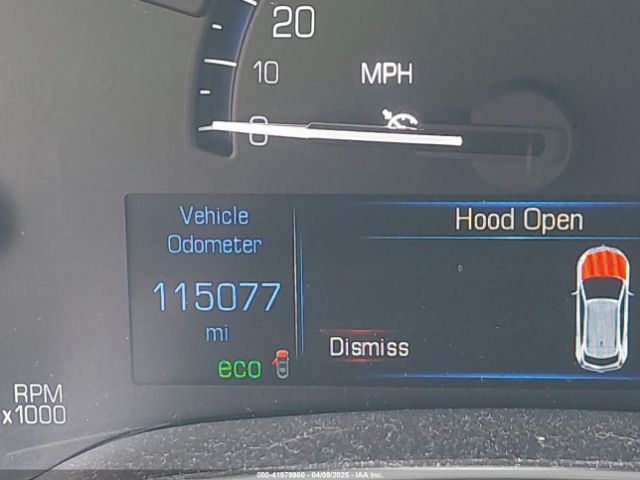 20
10
MPH
0
Vehicle
Odometer
115077
mi
eco
Hood Open
Dismiss
RPM
x1000
000-41979980 - 04/09/2025 - IAA Inc.